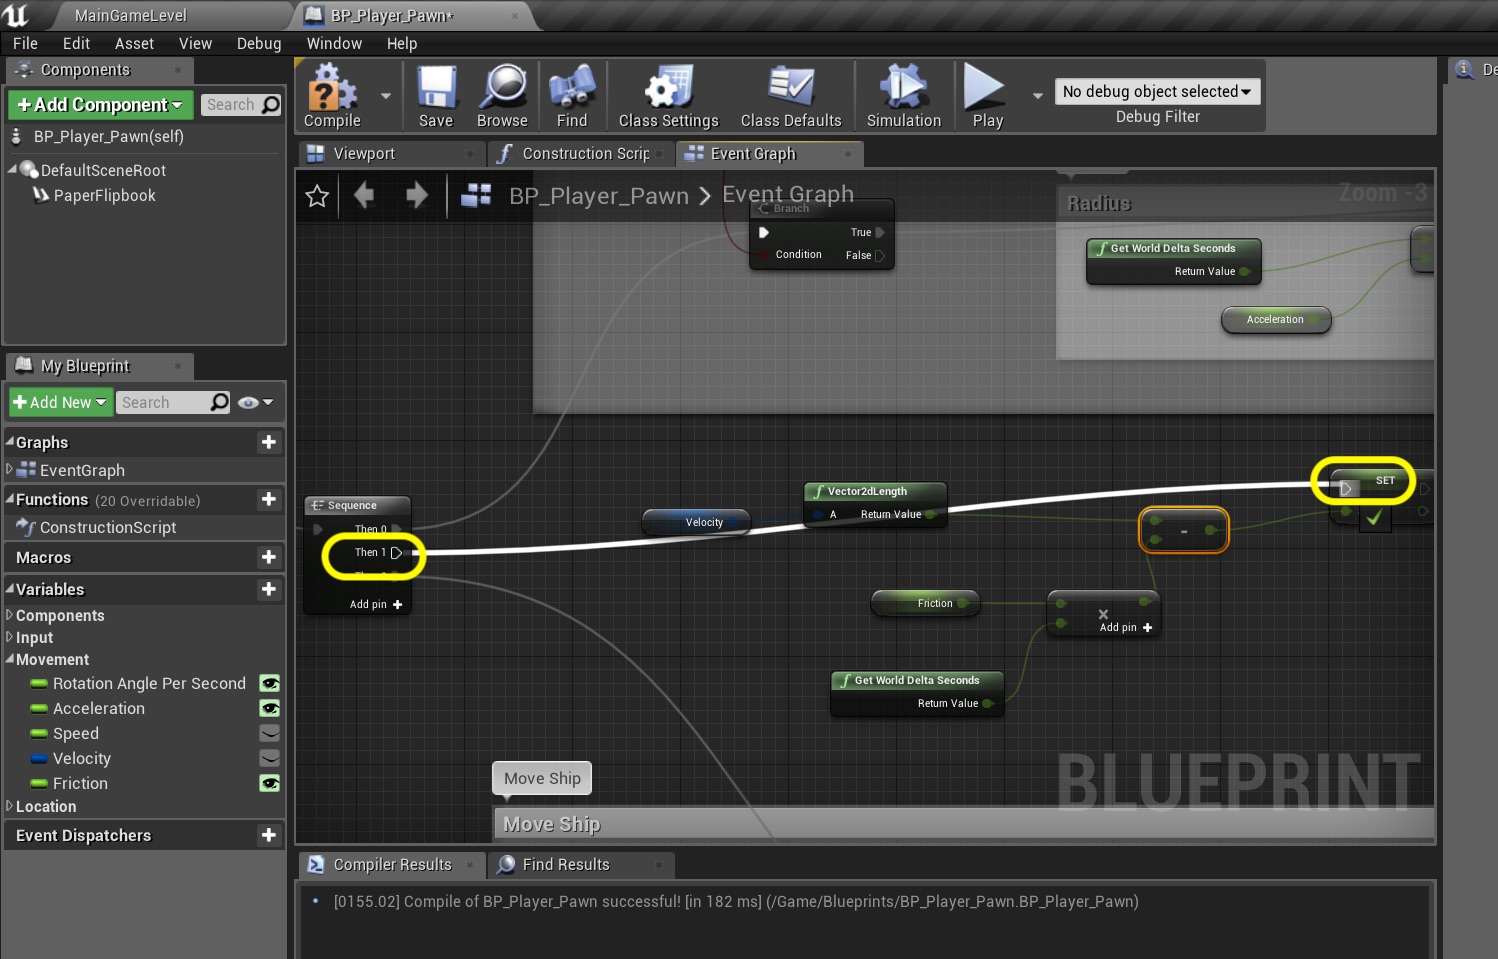 MainGameLevel
BP_Player_Pawn*
File Edit Asset View Debug Window Help
Components
+Add Component
Search
BP_Player_Pawn(self)
DefaultSceneRoot
PaperFlipbook
My Blueprint
+Add New
Search
Graphs
EventGraph
Functions (20 Overridable)
ConstructionScript
Macros
Variables
Components
Input
Movement
Rotation Angle Per Second
Acceleration
Speed
Velocity
Friction
Location
Event Dispatchers
Compile
Save
Browse
Find
Class Settings
Class Defaults
Simulation
Play
No debug object selected
Debug Filter
De
Viewport
Construction Scrip
Event Graph
BP_Player_Pawn > Event Graph
Zoom -3
Branch
True
Condition
False
Radius
Get World Delta Seconds
Return Value
Acceleration
Sequence
Then 0
Then 1
Add pin +
Velocity
Vector2dLength
A Return Value
-
SET
Friction
×
Add pin +
Get World Delta Seconds
Return Value
Move Ship
Move Ship
BLUEPRINT
Compiler Results
Find Results
[0155.02] Compile of BP_Player_Pawn successful! [in 182 ms] (/Game/Blueprints/BP_Player_Pawn.BP_Player_Pawn)